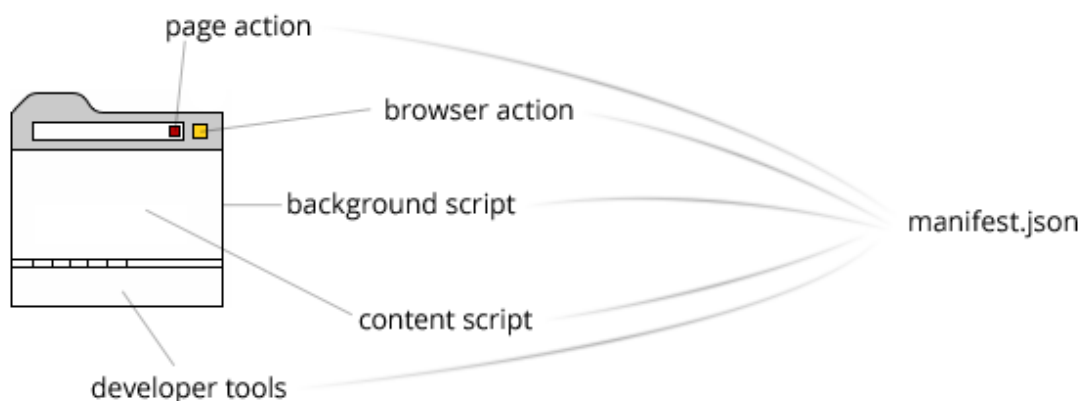 page action
browser action
background script
manifest.json
content script
developer tools